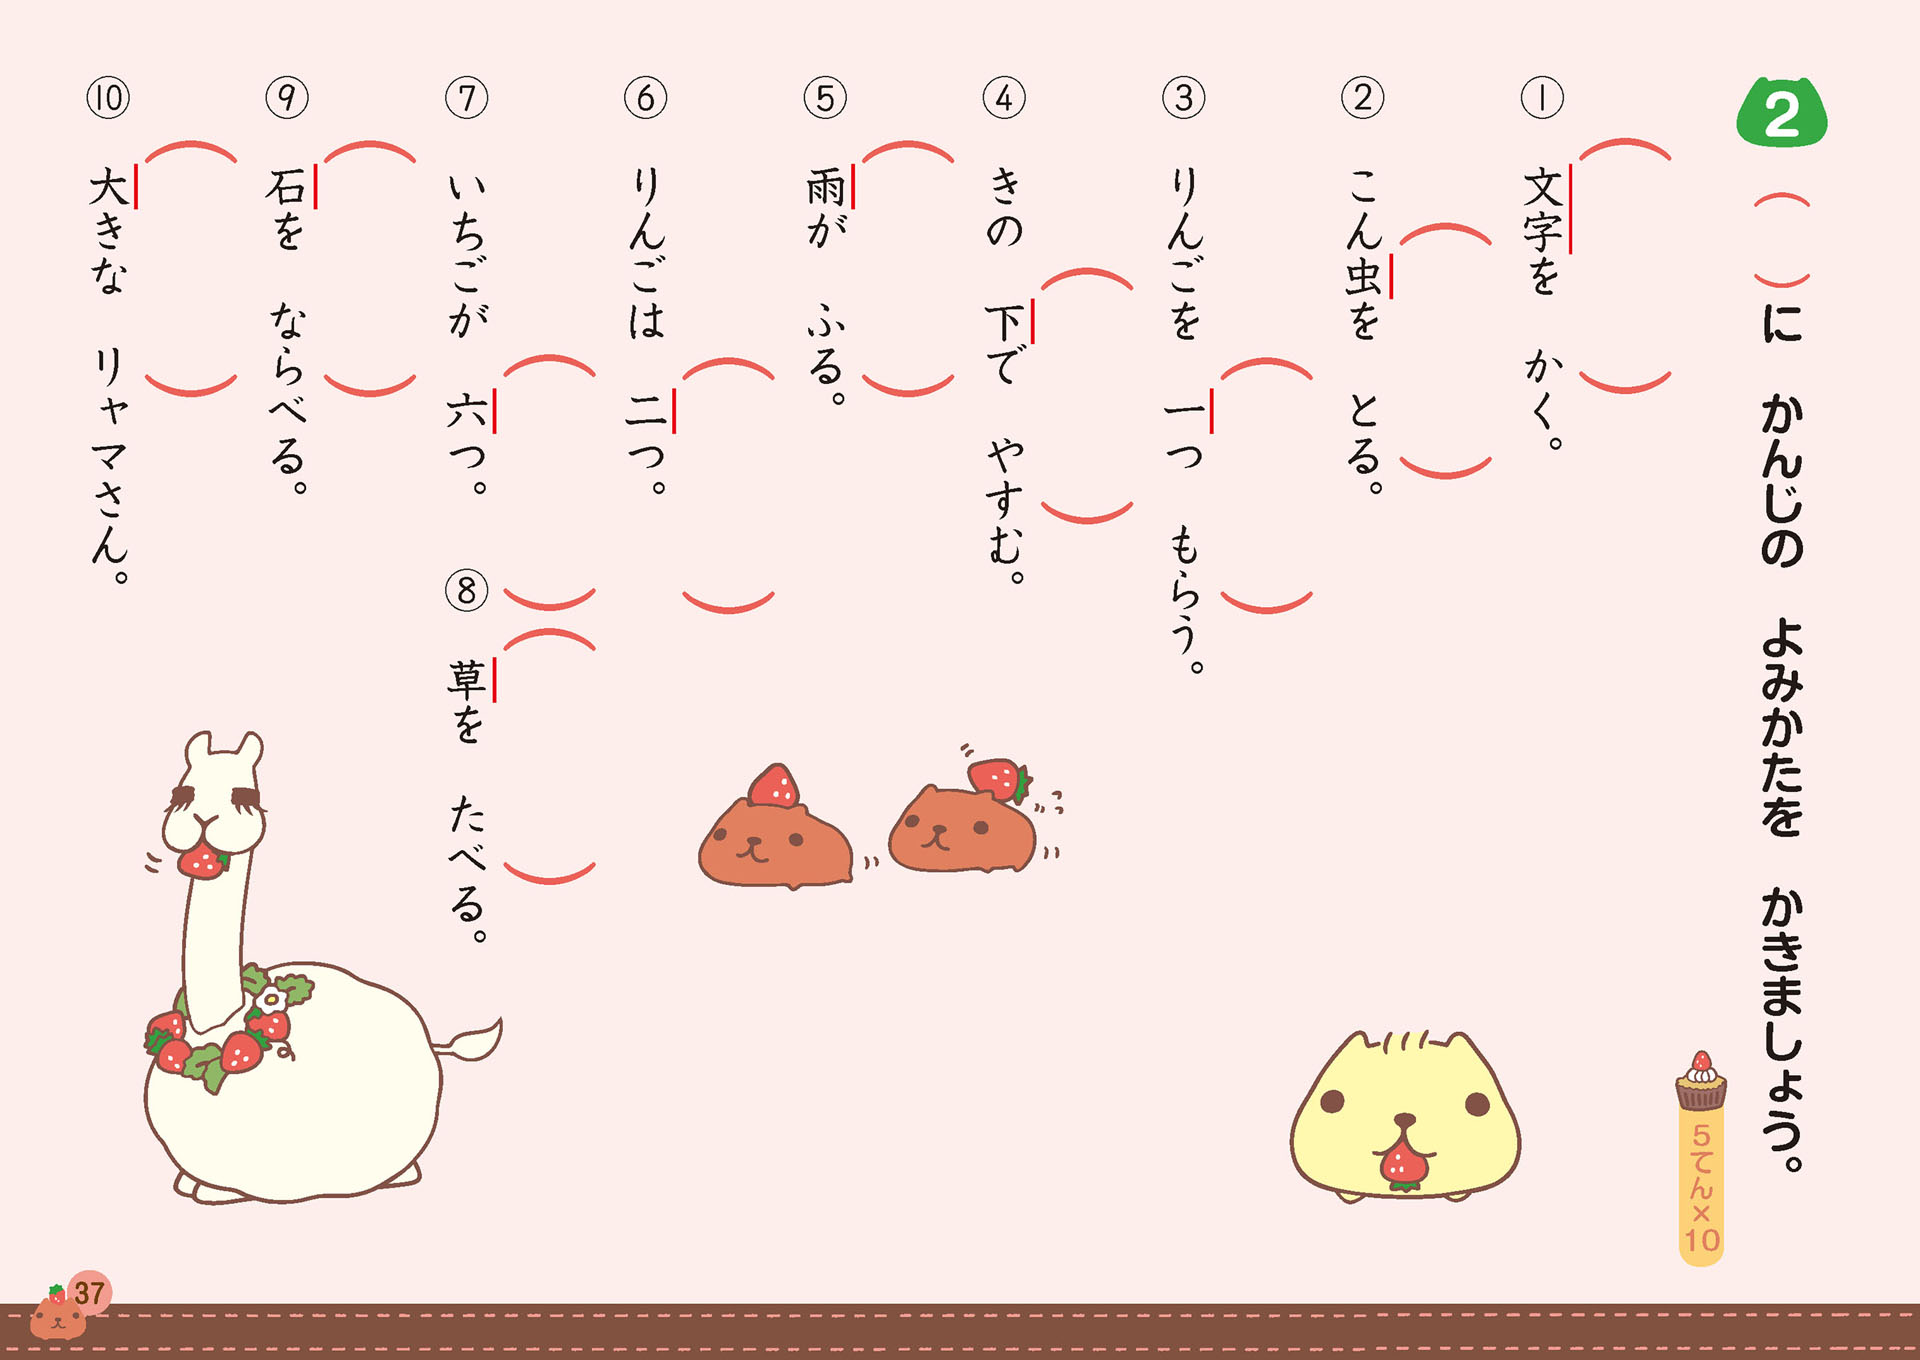 2
（　）に　かんじの　よみかたを　かきましょう。
5てん×10
① 文字を　かく。
② こん虫を　とる。
③ りんごを　一つ　もらう。
④ きの　下で　やすむ。
⑤ 雨が　ふる。
⑥ りんごは　二つ。
⑦ いちごが　六つ。
⑧ 草を　たべる。
⑨ 石を　ならべる。
⑩ 大きな　リャマさん。
37